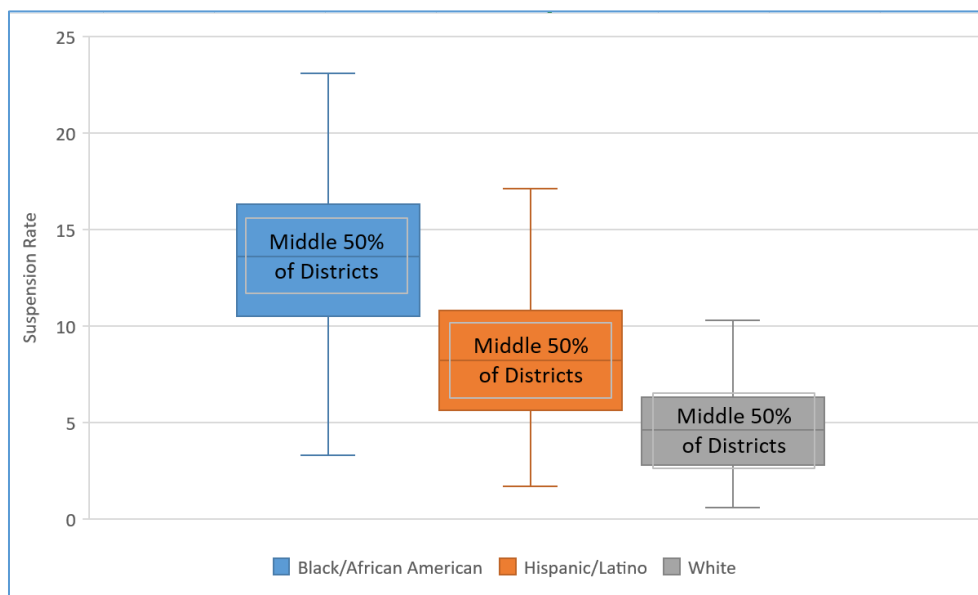 25
20
15
10
5
0
Suspension Rate
Middle 50%
of Districts
Middle 50%
of Districts
Middle 50%
of Districts
Black/African American Hispanic/Latino White